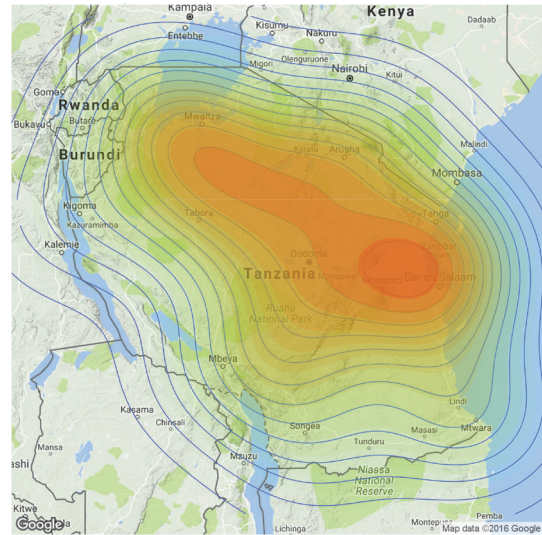 Kampala
Kenya
Dadaab
Kisumu
Nakuru
Entebbe
Olenguruone
Migori
Nairobi
Kitui
Goma
Rwanda
Mwanza
Bukavu
Butare
Malindi
Karatu
Arusha
Burundi
Mombasa
Kigoma
Tabora
Tanga
Kazuramimba
Kalemie
Zanzibar
Dodoma
Tanzania
Morogoro
Dar es Salaam
Ruaha
National Park
Mbeya
Lindi
Kasama
Chinsali
Songea
Masasi
Mtwara
Tunduru
Mansa
Mzuzu
Niassa
National
Reserve
Kitwe
Google
Lichinga
Montepuez
Pemba
Map data ©2016 Google